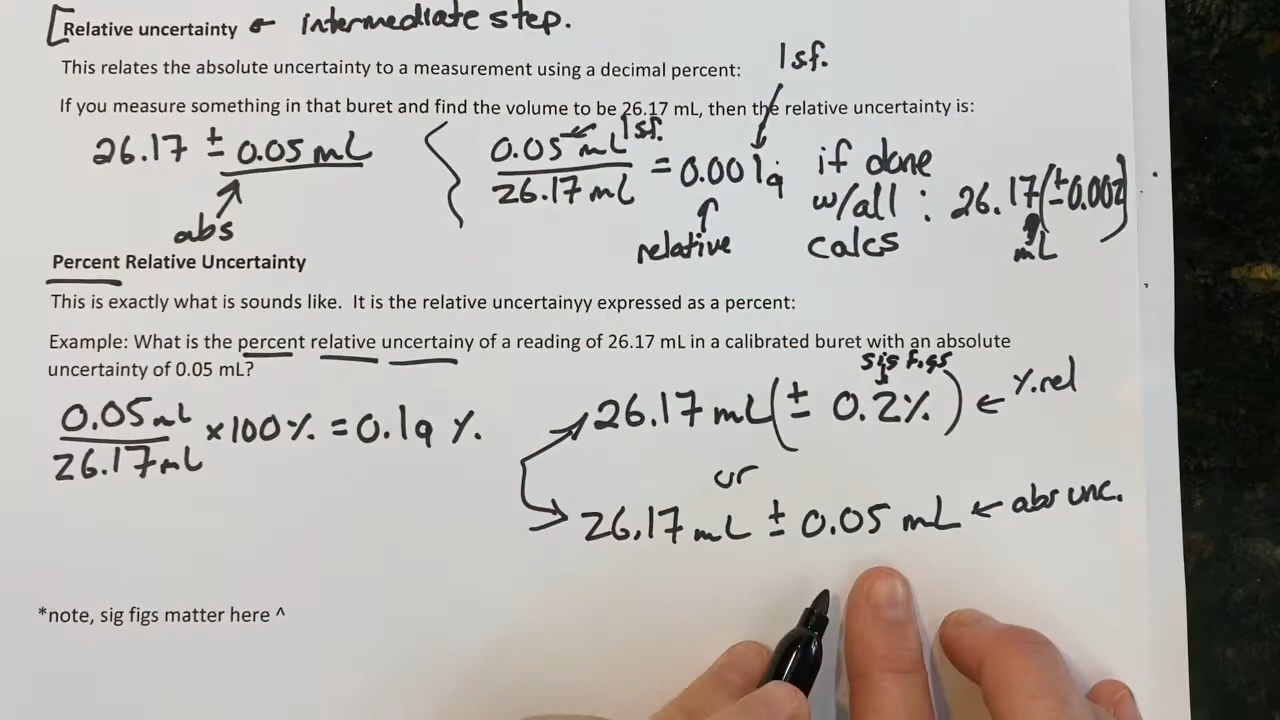 [Relative uncertainty ← intermediate step.
1 s.f.
This relates the absolute uncertainty to a measurement using a decimal percent:
If you measure something in that buret and find the volume to be 26.17 mL, then the relative uncertainty is:
26.17 ± 0.05 mL
abs
0.05 mL ← 1 s.f.
26.17 mL
= 0.0019
relative
if done
w/all :
calcs
26.17 (±0.002)
mL
Percent Relative Uncertainty
This is exactly what is sounds like. It is the relative uncertainyy expressed as a percent:
Example: What is the percent relative uncertainy of a reading of 26.17 mL in a calibrated buret with an absolute
uncertainty of 0.05 mL?
sig figs
0.05 mL
26.17 mL
×100 % = 0.19 %.
26.17 mL (± 0.2%) ← %.rel
or
26.17 mL ± 0.05 mL ← abs unc.
*note, sig figs matter here ^